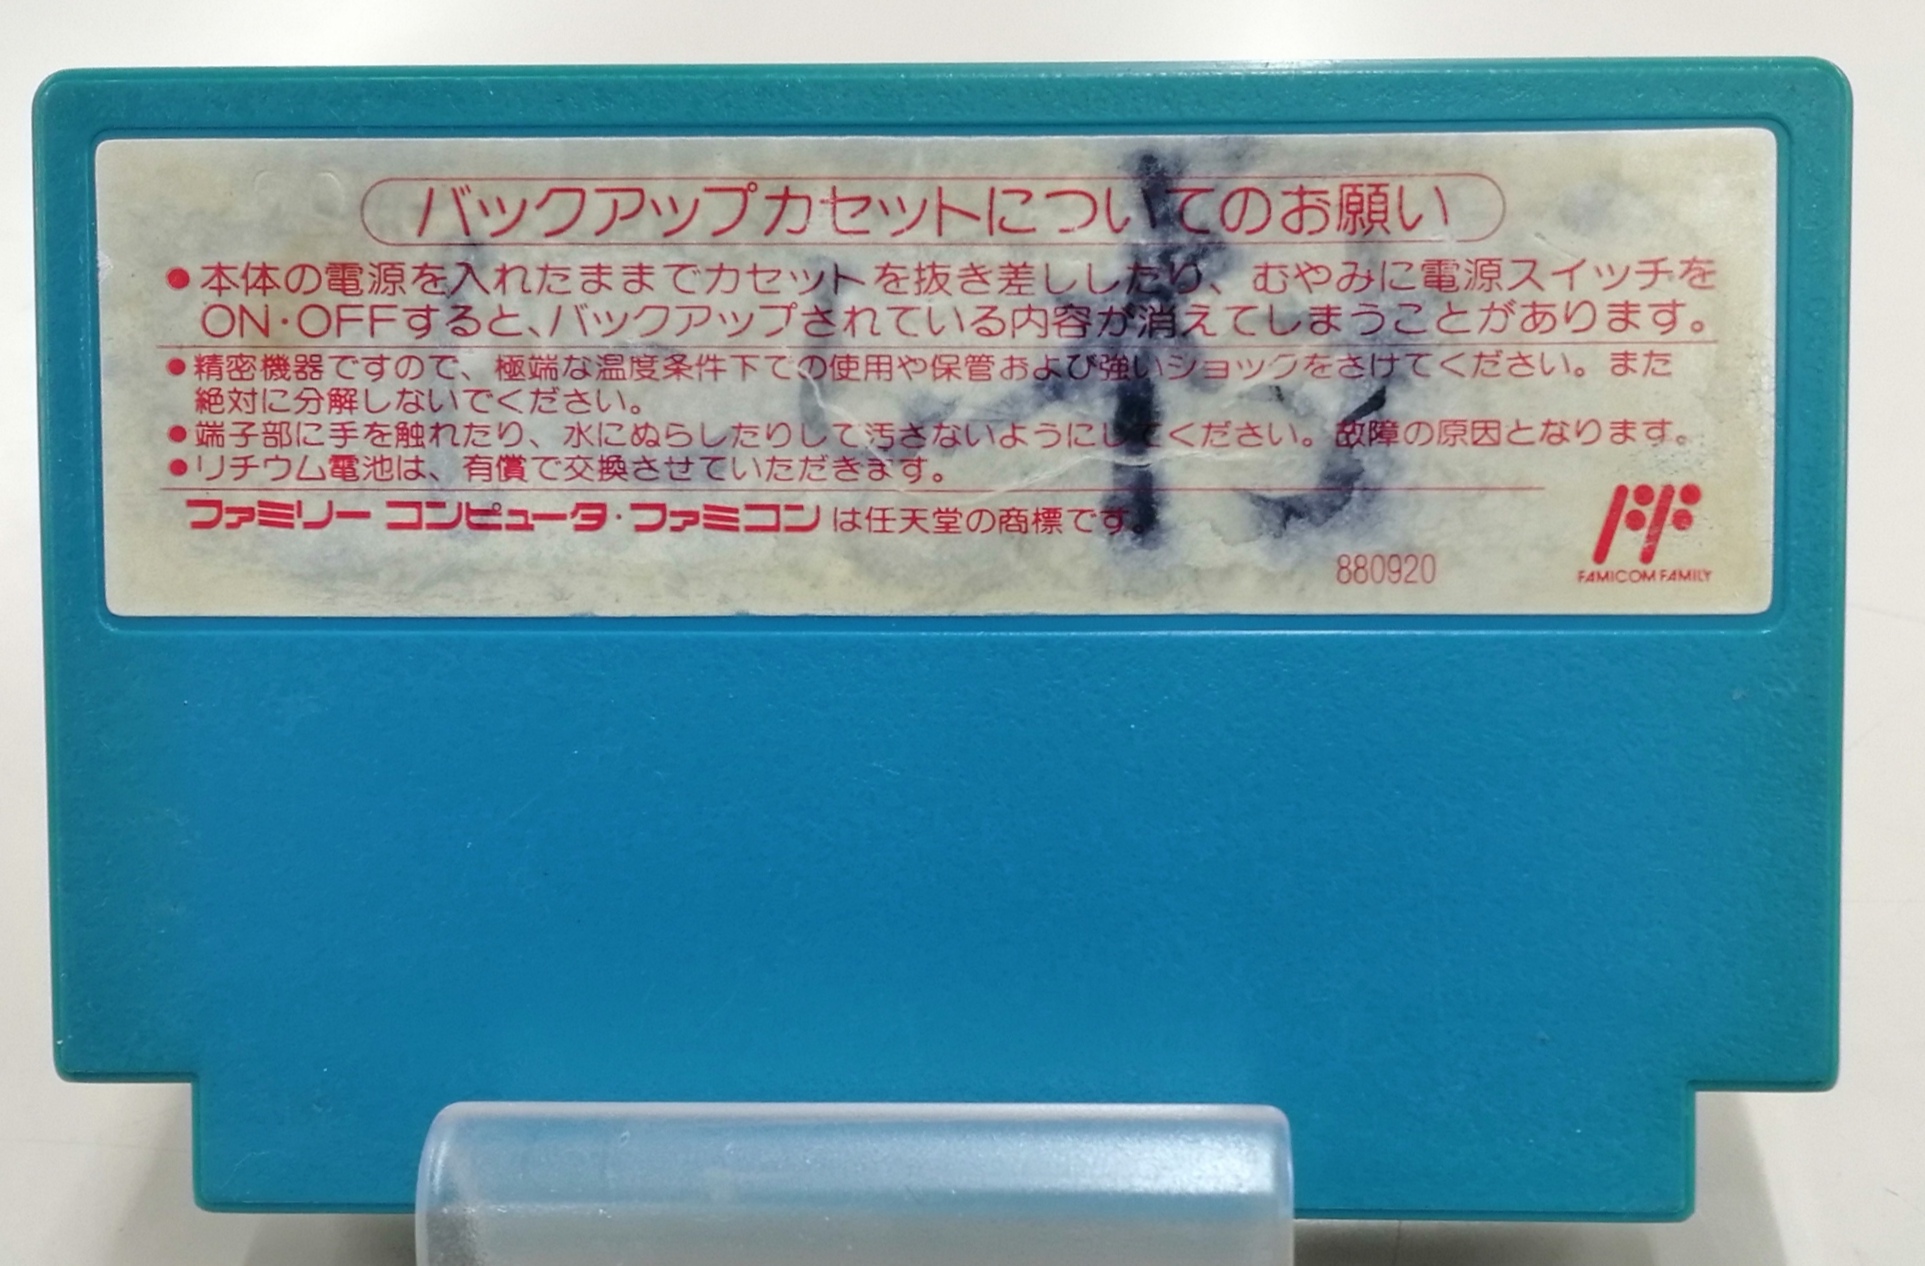 バックアップカセットについてのお願い
●本体の電源を入れたままでカセットを抜き差ししたり、むやみに電源スイッチを
ON・OFFすると、バックアップされている内容が消えてしまうことがあります。
●精密機器ですので、極端な温度条件下での使用や保管および強いショックをさけてください。また
絶対に分解しないでください。
●端子部に手を触れたり、水にぬらしたりして汚さないようにしてください。故障の原因となります。
●リチウム電池は、有償で交換させていただきます。
ファミリーコンピュータ・ファミコンは任天堂の商標です。
880920
FAMICOM FAMILY